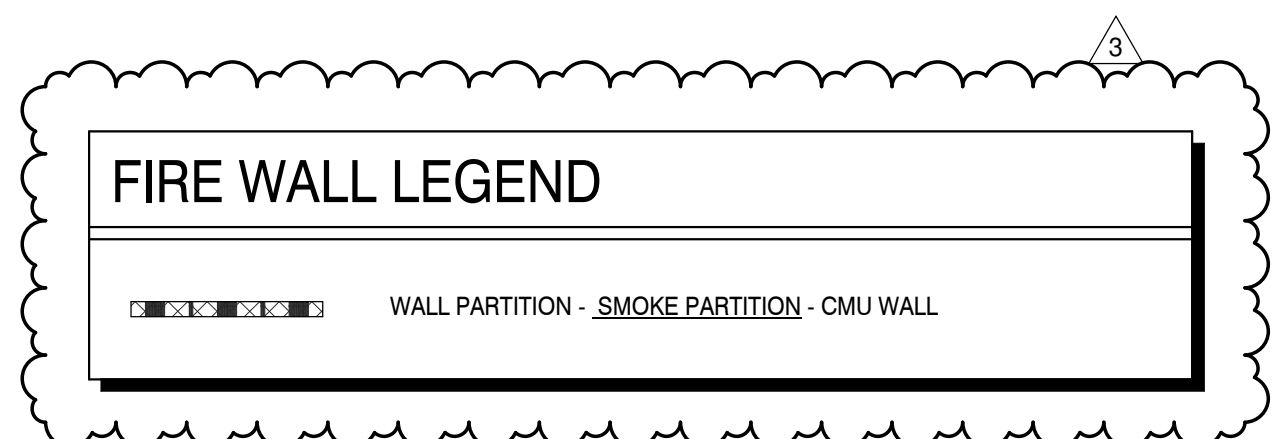 3
FIRE WALL LEGEND
WALL PARTITION - SMOKE PARTITION - CMU WALL